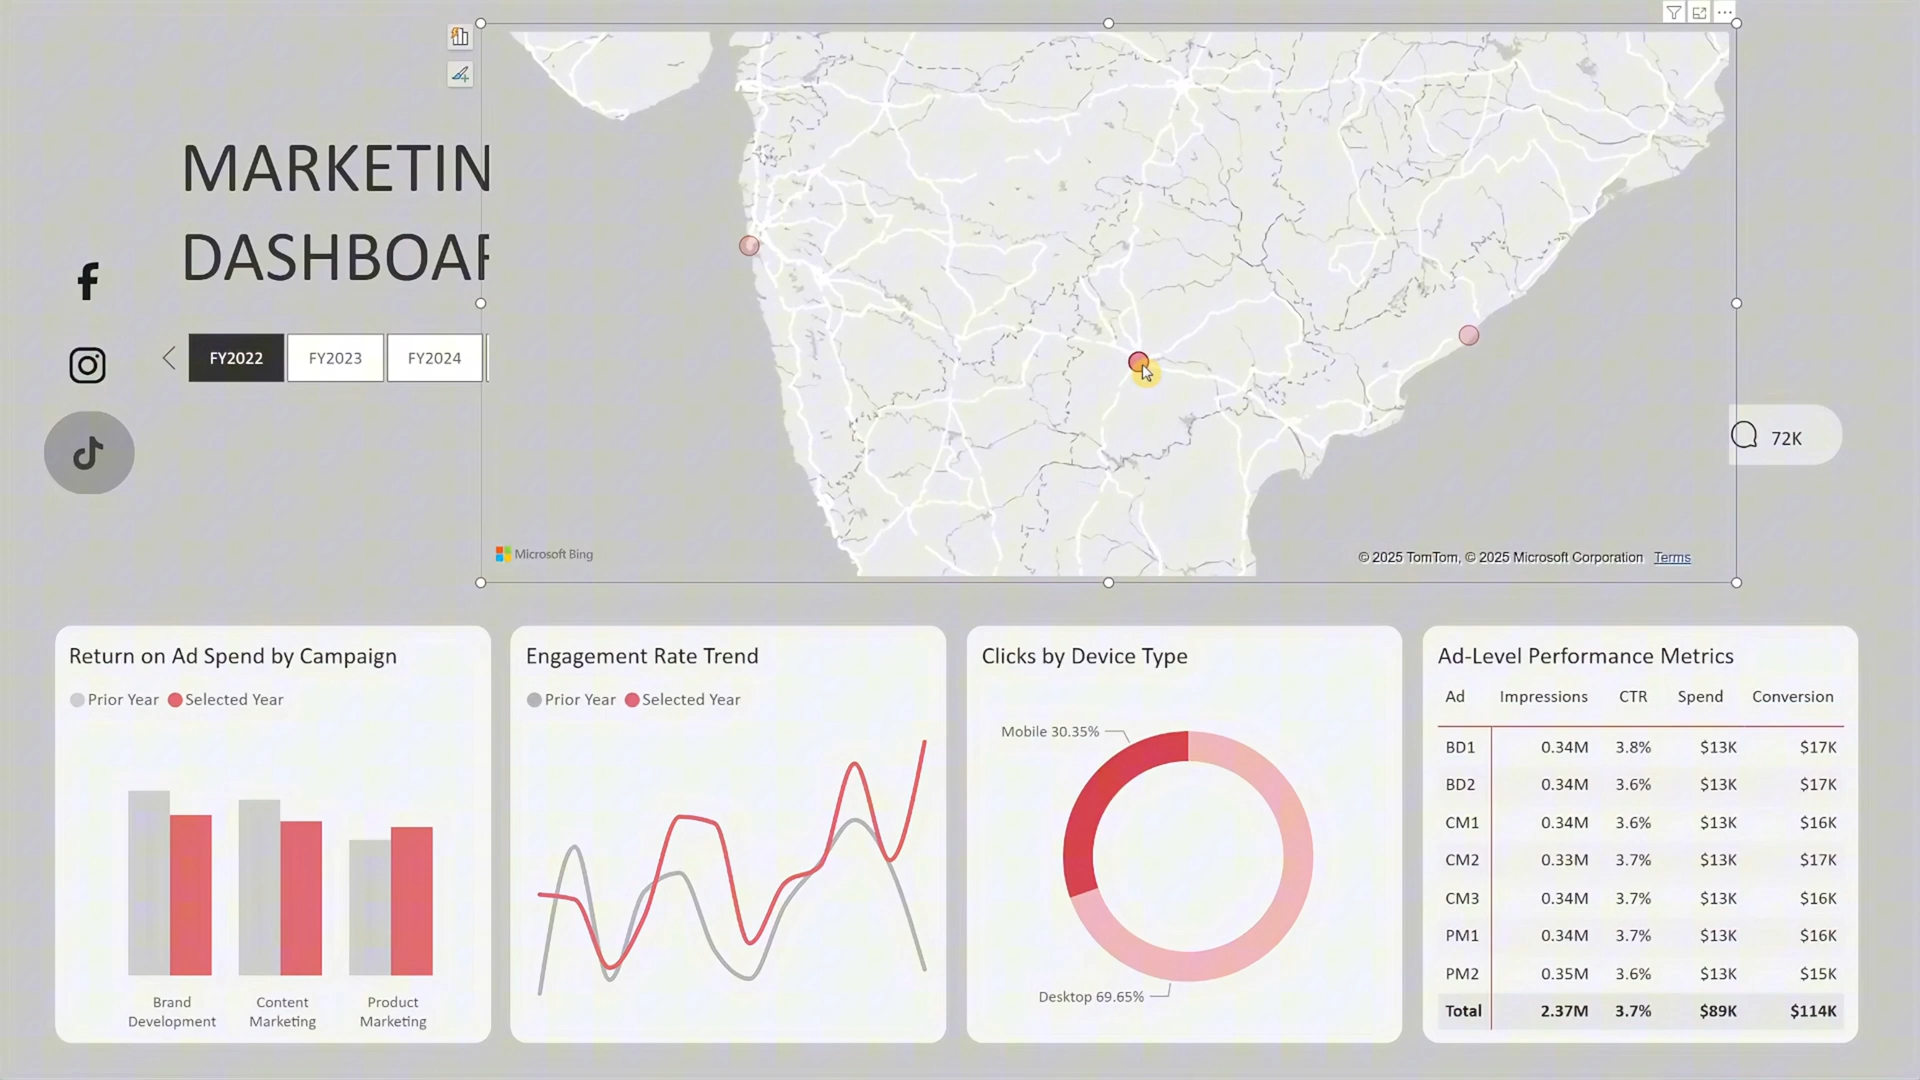 MARKETIN
DASHBOAR
FY2022
FY2023
FY2024
Microsoft Bing
© 2025 TomTom, © 2025 Microsoft Corporation Terms
72K
Return on Ad Spend by Campaign
Prior Year Selected Year
Brand Development
Content Marketing
Product Marketing
Engagement Rate Trend
Prior Year Selected Year
Clicks by Device Type
Mobile 30.35%
Desktop 69.65%
Ad-Level Performance Metrics
Ad Impressions CTR Spend Conversion
BD1 0.34M 3.8% $13K $17K
BD2 0.34M 3.6% $13K $17K
CM1 0.34M 3.6% $13K $16K
CM2 0.33M 3.7% $13K $17K
CM3 0.34M 3.7% $13K $16K
PM1 0.34M 3.7% $13K $16K
PM2 0.35M 3.6% $13K $15K
Total 2.37M 3.7% $89K $114K